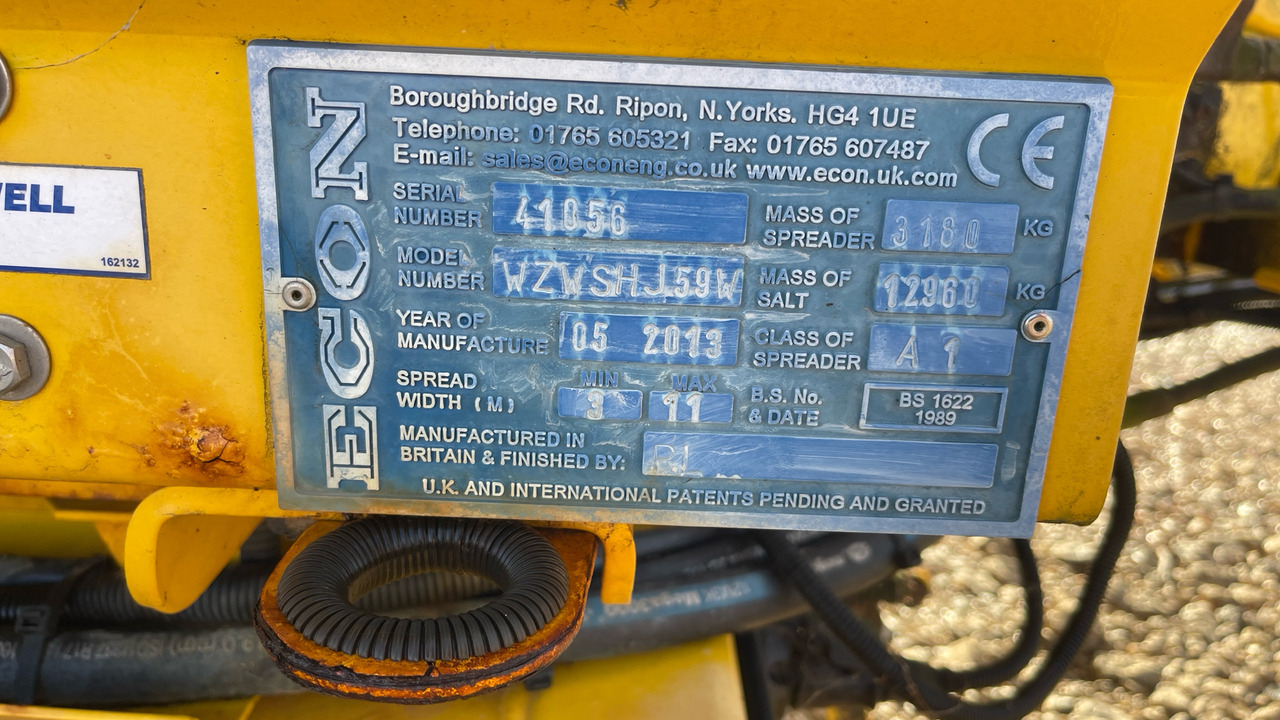 ECON
Boroughbridge Rd. Ripon, N.Yorks. HG4 1UE
Telephone: 01765 605321 Fax: 01765 607487
E-mail: sales@econeng.co.uk www.econ.uk.com
CE
SERIAL NUMBER 41056
MASS OF SPREADER 3180 KG
MODEL NUMBER WZWSHJ59W
MASS OF SALT 12960 KG
YEAR OF MANUFACTURE 05 2013
CLASS OF SPREADER A 1
SPREAD WIDTH (M) MIN 3 MAX 11
B.S. No. & DATE BS 1622 1989
MANUFACTURED IN BRITAIN & FINISHED BY:
U.K. AND INTERNATIONAL PATENTS PENDING AND GRANTED
VELL
162132